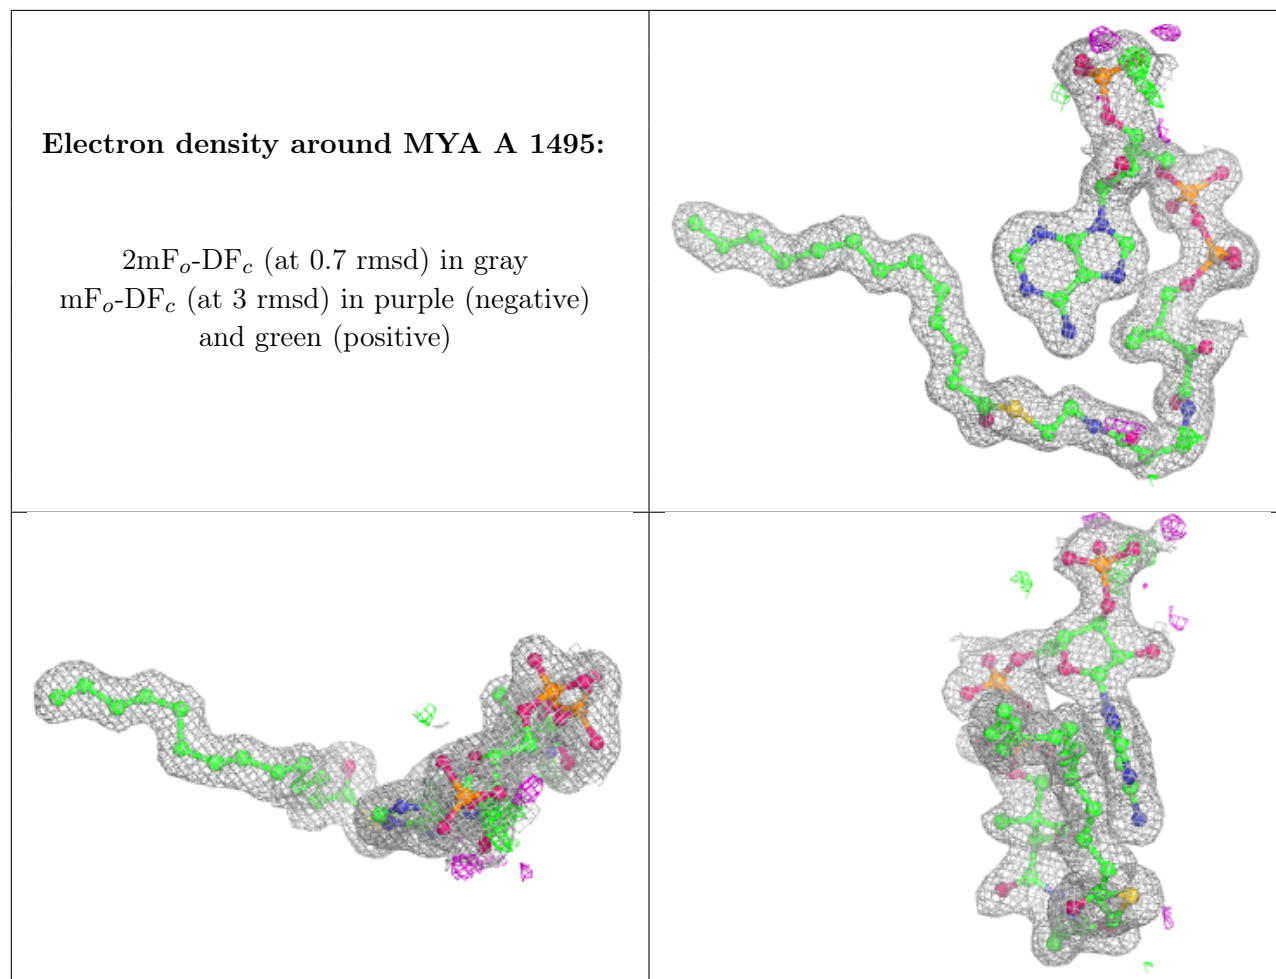 Electron density around MYA A 1495:
2mFo-DFc (at 0.7 rmsd) in gray
mFo-DFc (at 3 rmsd) in purple (negative)
and green (positive)